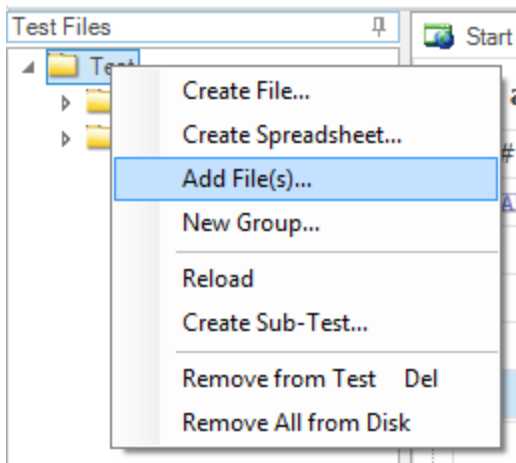 Test Files
Start
Test
Create File...
Create Spreadsheet...
Add File(s)...
New Group...
Reload
Create Sub-Test...
Remove from Test Del
Remove All from Disk